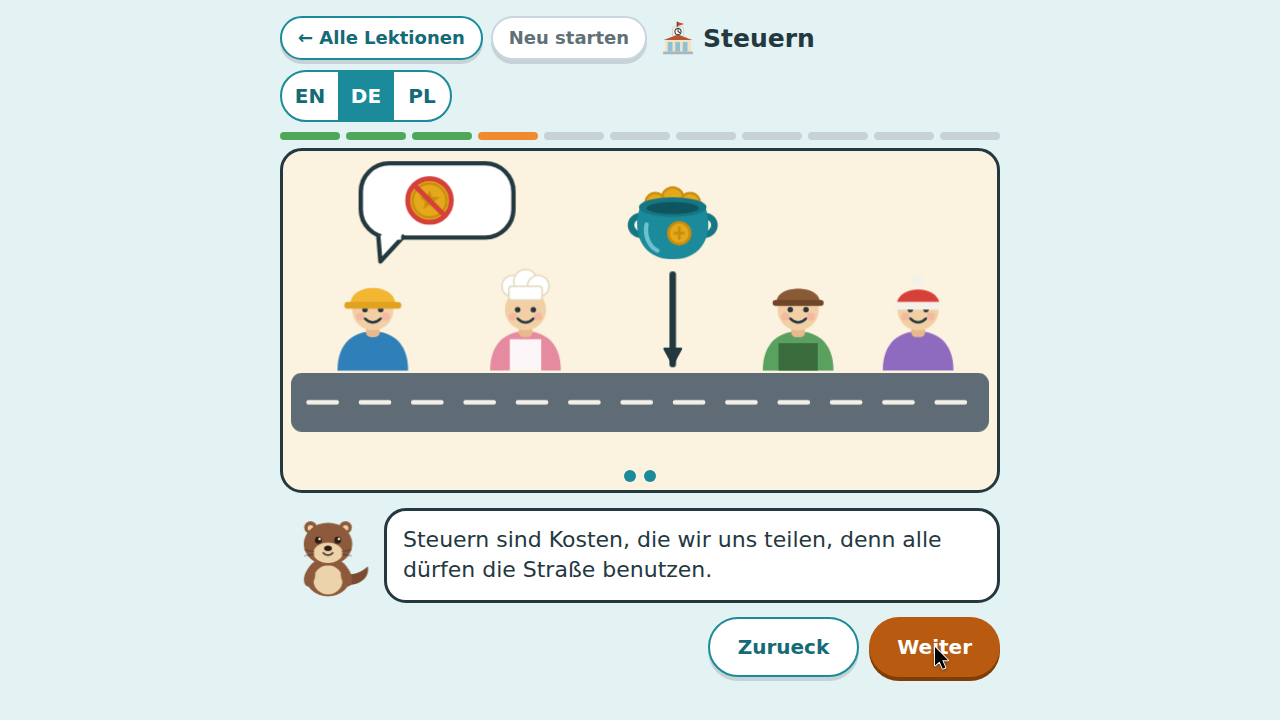 ← Alle Lektionen
Neu starten
Steuern
EN
DE
PL
Steuern sind Kosten, die wir uns teilen, denn alle
dürfen die Straße benutzen.
Zurueck
Weiter